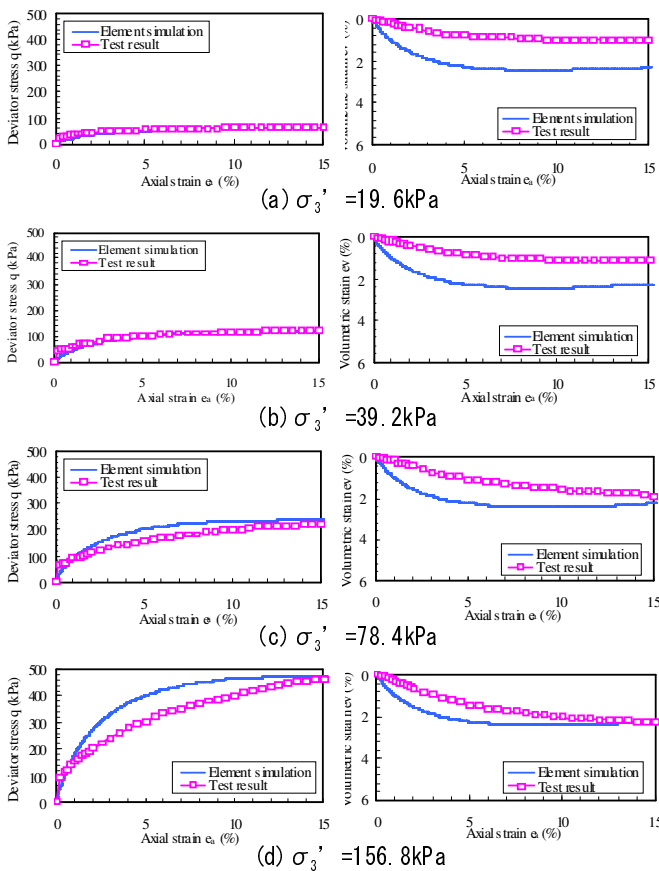 500
400
300
200
100
0
Deviator stress q (kPa)
Element simulation
Test result
0 5 10 15
Axial strain e (%)
0
2
4
6
Element simulation
Test result
0 5 10 15
Axial strain ea (%)
(a) σ3' =19.6kPa
500
400
300
200
100
0
Deviator stress q (kPa)
Element simulation
Test result
0 5 10 15
Axial strain ea (%)
0
2
4
6
Volumetric strain ev (%)
Element simulation
Test result
0 5 10 15
Axial strain ea (%)
(b) σ3' =39.2kPa
500
400
300
200
100
0
Deviator stress q (kPa)
Element simulation
Test result
0 5 10 15
Axial strain e (%)
0
2
4
6
Volumetric strain ev (%)
Element simulation
Test result
0 5 10 15
Axial strain ea (%)
(c) σ3' =78.4kPa
500
400
300
200
100
0
Deviator stress q (kPa)
Element simulation
Test result
0 5 10 15
Axial strain ea (%)
0
2
4
6
Element simulation
Test result
0 5 10 15
Axial strain ea (%)
(d) σ3' =156.8kPa